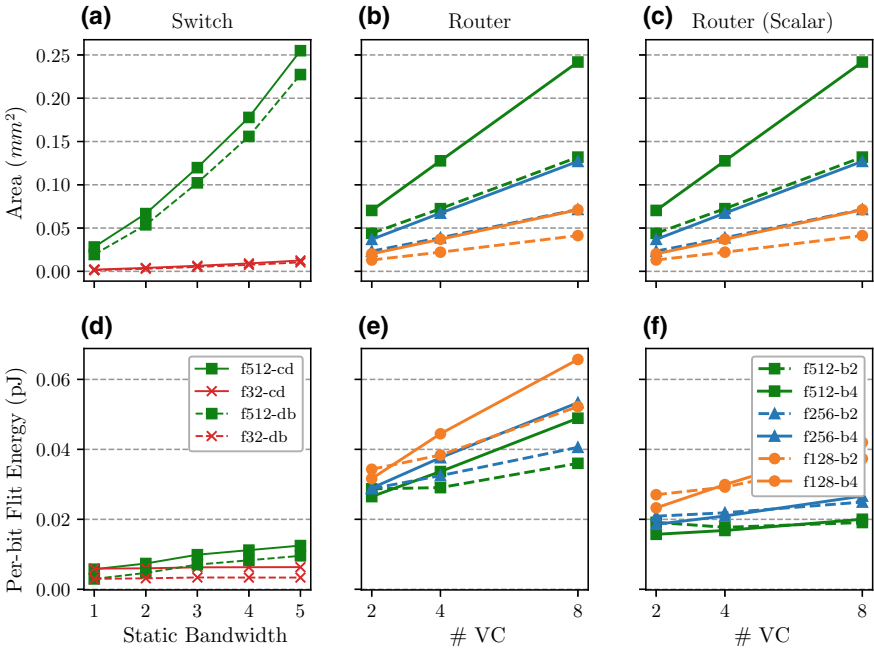 (a) Switch
(b) Router
(c) Router (Scalar)
Area (mm²)
0.25
0.20
0.15
0.10
0.05
0.00
(d)
(e)
(f)
Per-bit Flit Energy (pJ)
0.06
0.04
0.02
0.00
f512-cd
f32-cd
f512-db
f32-db
f512-b2
f512-b4
f256-b2
f256-b4
f128-b2
f128-b4
1 2 3 4 5
2 4 8
2 4 8
Static Bandwidth
# VC
# VC